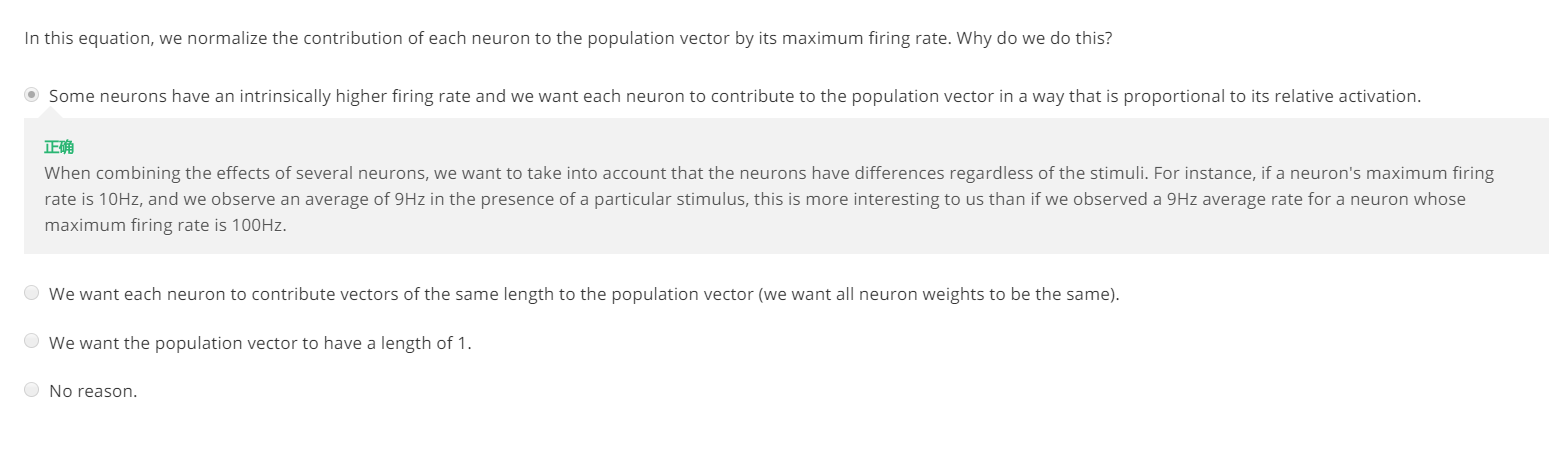 In this equation, we normalize the contribution of each neuron to the population vector by its maximum firing rate. Why do we do this?
Some neurons have an intrinsically higher firing rate and we want each neuron to contribute to the population vector in a way that is proportional to its relative activation.
正确
When combining the effects of several neurons, we want to take into account that the neurons have differences regardless of the stimuli. For instance, if a neuron's maximum firing
rate is 10Hz, and we observe an average of 9Hz in the presence of a particular stimulus, this is more interesting to us than if we observed a 9Hz average rate for a neuron whose
maximum firing rate is 100Hz.
We want each neuron to contribute vectors of the same length to the population vector (we want all neuron weights to be the same).
We want the population vector to have a length of 1.
No reason.